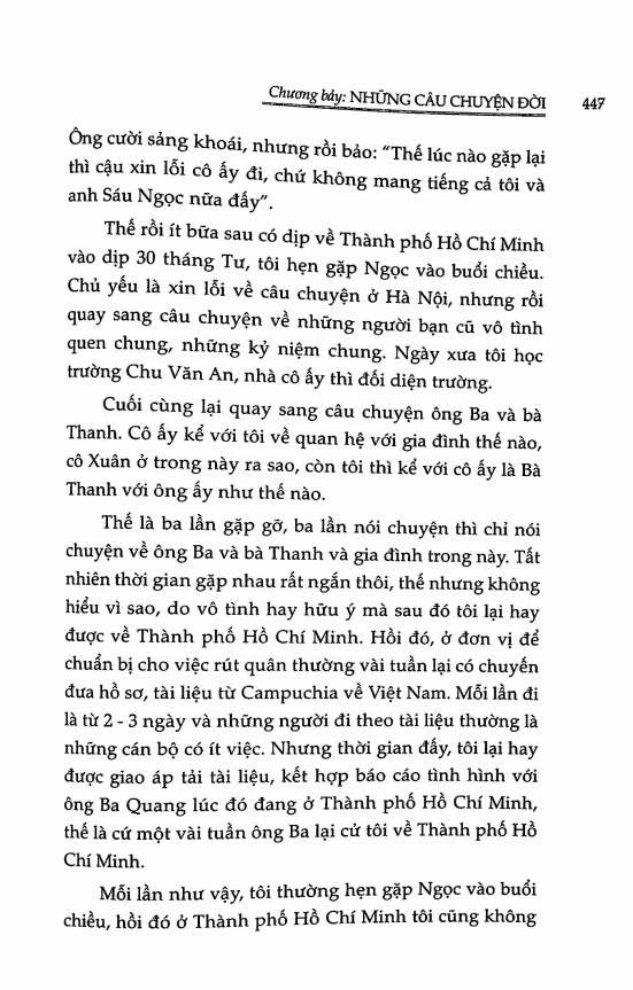 Chương bảy: NHỮNG CÂU CHUYỆN ĐỜI 447
Ông cười sảng khoái, nhưng rồi bảo: “Thế lúc nào gặp lại
thì cậu xin lỗi cô ấy đi, chứ không mang tiếng cả tôi và
anh Sáu Ngọc nữa đấy”.
Thế rồi ít bữa sau có dịp về Thành phố Hồ Chí Minh
vào dịp 30 tháng Tư, tôi hẹn gặp Ngọc vào buổi chiều.
Chủ yếu là xin lỗi về câu chuyện ở Hà Nội, nhưng rồi
quay sang câu chuyện về những người bạn cũ vô tình
quen chung, những kỷ niệm chung. Ngày xưa tôi học
trường Chu Văn An, nhà cô ấy thì đối diện trường.
Cuối cùng lại quay sang câu chuyện ông Ba và bà
Thanh. Cô ấy kể với tôi về quan hệ với gia đình thế nào,
cô Xuân ở trong này ra sao, còn tôi thì kể với cô ấy là Bà
Thanh với ông ấy như thế nào.
Thế là ba lần gặp gỡ, ba lần nói chuyện thì chỉ nói
chuyện về ông Ba và bà Thanh và gia đình trong này. Tất
nhiên thời gian gặp nhau rất ngắn thôi, thế nhưng không
hiểu vì sao, do vô tình hay hữu ý mà sau đó tôi lại hay
được về Thành phố Hồ Chí Minh. Hồi đó, ở đơn vị để
chuẩn bị cho việc rút quân thường vài tuần lại có chuyến
đưa hồ sơ, tài liệu từ Campuchia về Việt Nam. Mỗi lần đi
là từ 2 - 3 ngày và những người đi theo tài liệu thường là
những cán bộ có ít việc. Nhưng thời gian đấy, tôi lại hay
được giao áp tải tài liệu, kết hợp báo cáo tình hình với
ông Ba Quang lúc đó đang ở Thành phố Hồ Chí Minh,
thế là cứ một vài tuần ông Ba lại cử tôi về Thành phố Hồ
Chí Minh.
Mỗi lần như vậy, tôi thường hẹn gặp Ngọc vào buổi
chiều, hồi đó ở Thành phố Hồ Chí Minh tôi cũng không